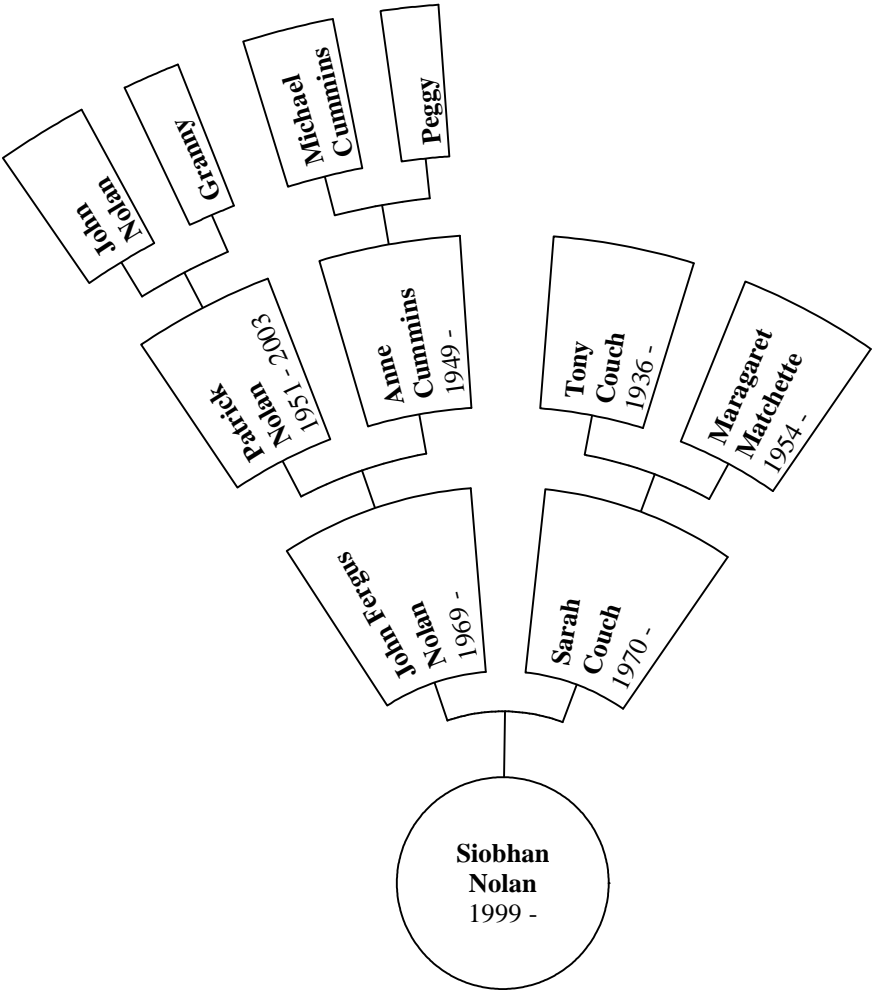 John
Nolan
Granny
Michael
Cummins
Peggy
Patrick
Nolan
1951 - 2003
Anne
Cummins
1949 -
Tony
Couch
1936 -
Maragaret
Matchette
1954 -
John Fergus
Nolan
1969 -
Sarah
Couch
1970 -
Siobhan
Nolan
1999 -